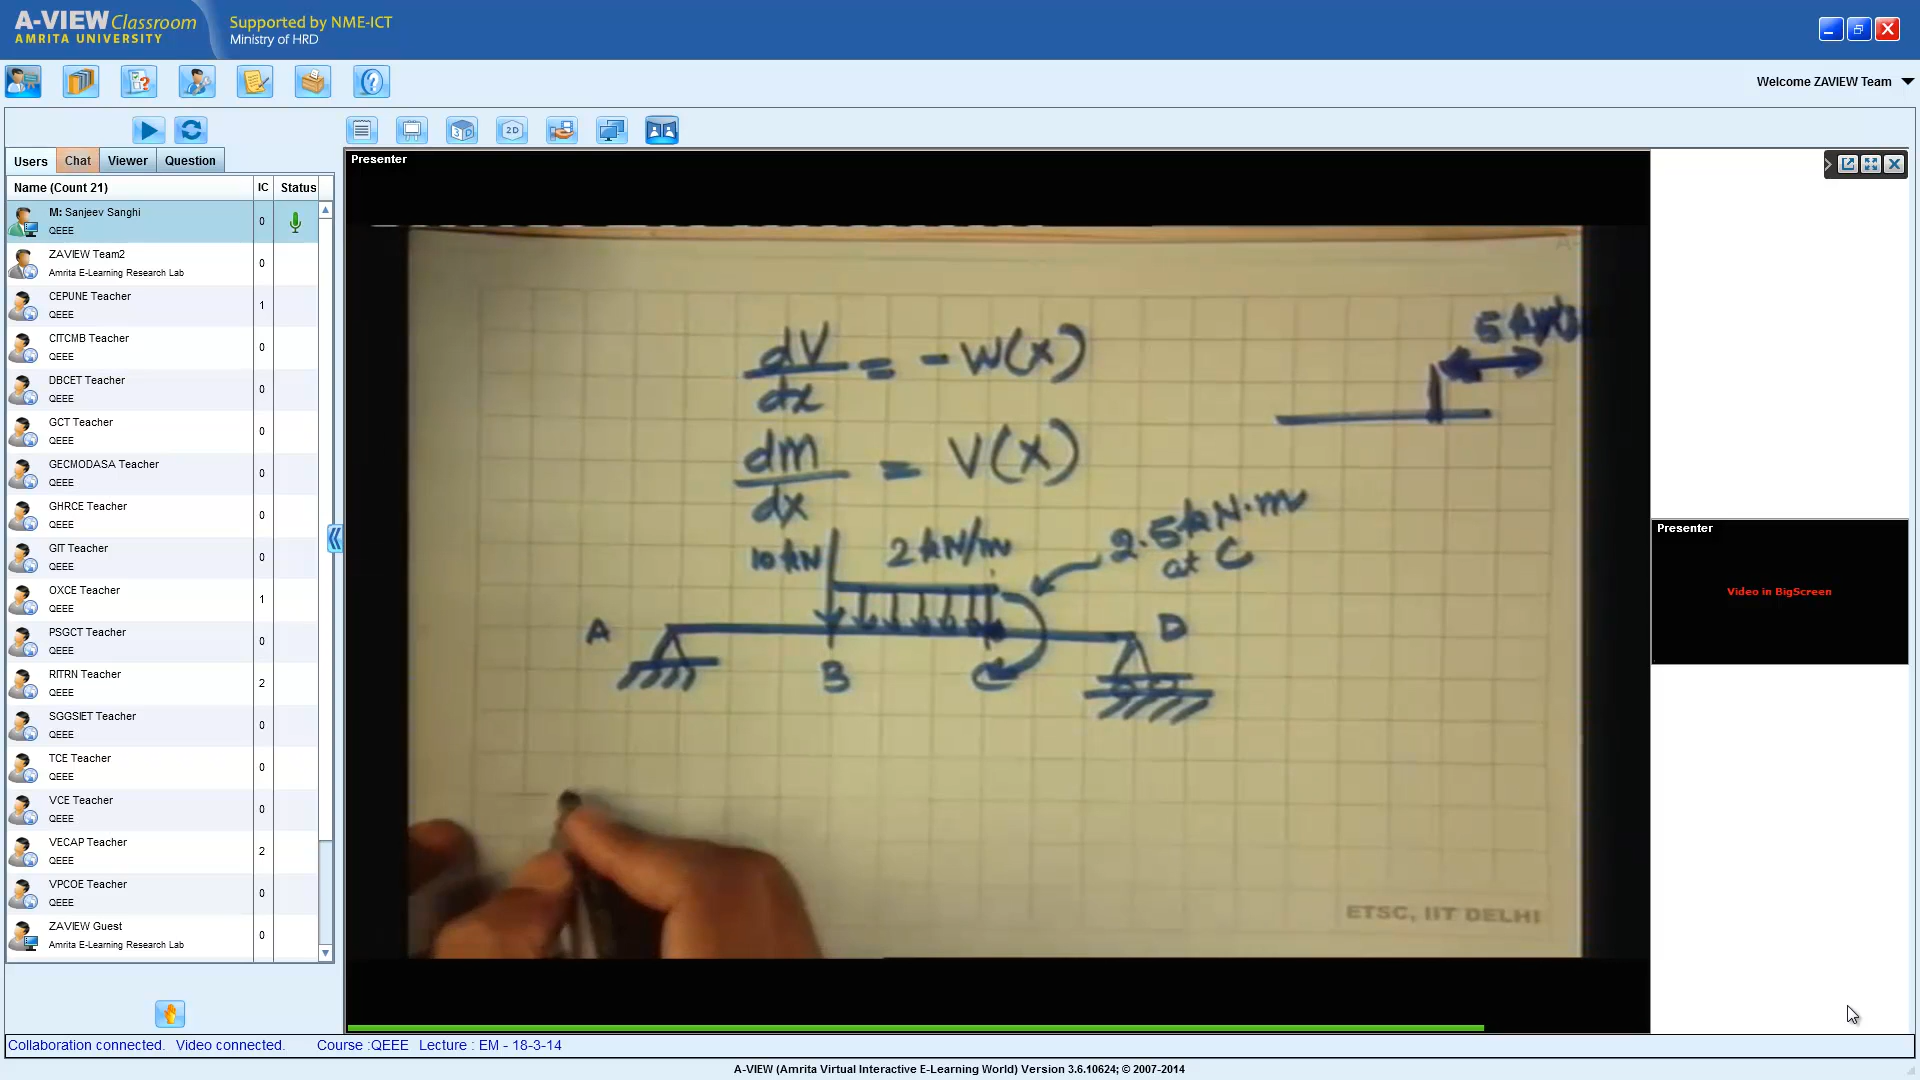 A-VIEW Classroom
AMRITA UNIVERSITY
Supported by NME-ICT
Ministry of HRD
Welcome ZAVIEW Team
3D
2D
Users
Chat
Viewer
Question
Name (Count 21) IC Status
M: Sanjeev Sanghi
QEEE
0
ZAVIEW Team2
Amrita E-Learning Research Lab
0
CEPUNE Teacher
QEEE
1
CITCMB Teacher
QEEE
0
DBCET Teacher
QEEE
0
GCT Teacher
QEEE
0
GECMODASA Teacher
QEEE
0
GHRCE Teacher
QEEE
0
GIT Teacher
QEEE
0
OXCE Teacher
QEEE
1
PSGCT Teacher
QEEE
0
RITRN Teacher
QEEE
2
SGGSIET Teacher
QEEE
0
TCE Teacher
QEEE
0
VCE Teacher
QEEE
0
VECAP Teacher
QEEE
2
VPCOE Teacher
QEEE
0
ZAVIEW Guest
Amrita E-Learning Research Lab
0
Presenter
dV/dx = - W(x)
dm/dx = V(x)
10 kN
2 kN/m
2.5 kN·m
at C
A
B
C
D
ETSC, IIT DELHI
Presenter
Video in BigScreen
Collaboration connected. Video connected. Course :QEEE Lecture : EM - 18-3-14
A-VIEW (Amrita Virtual Interactive E-Learning World) Version 3.6.10624; © 2007-2014